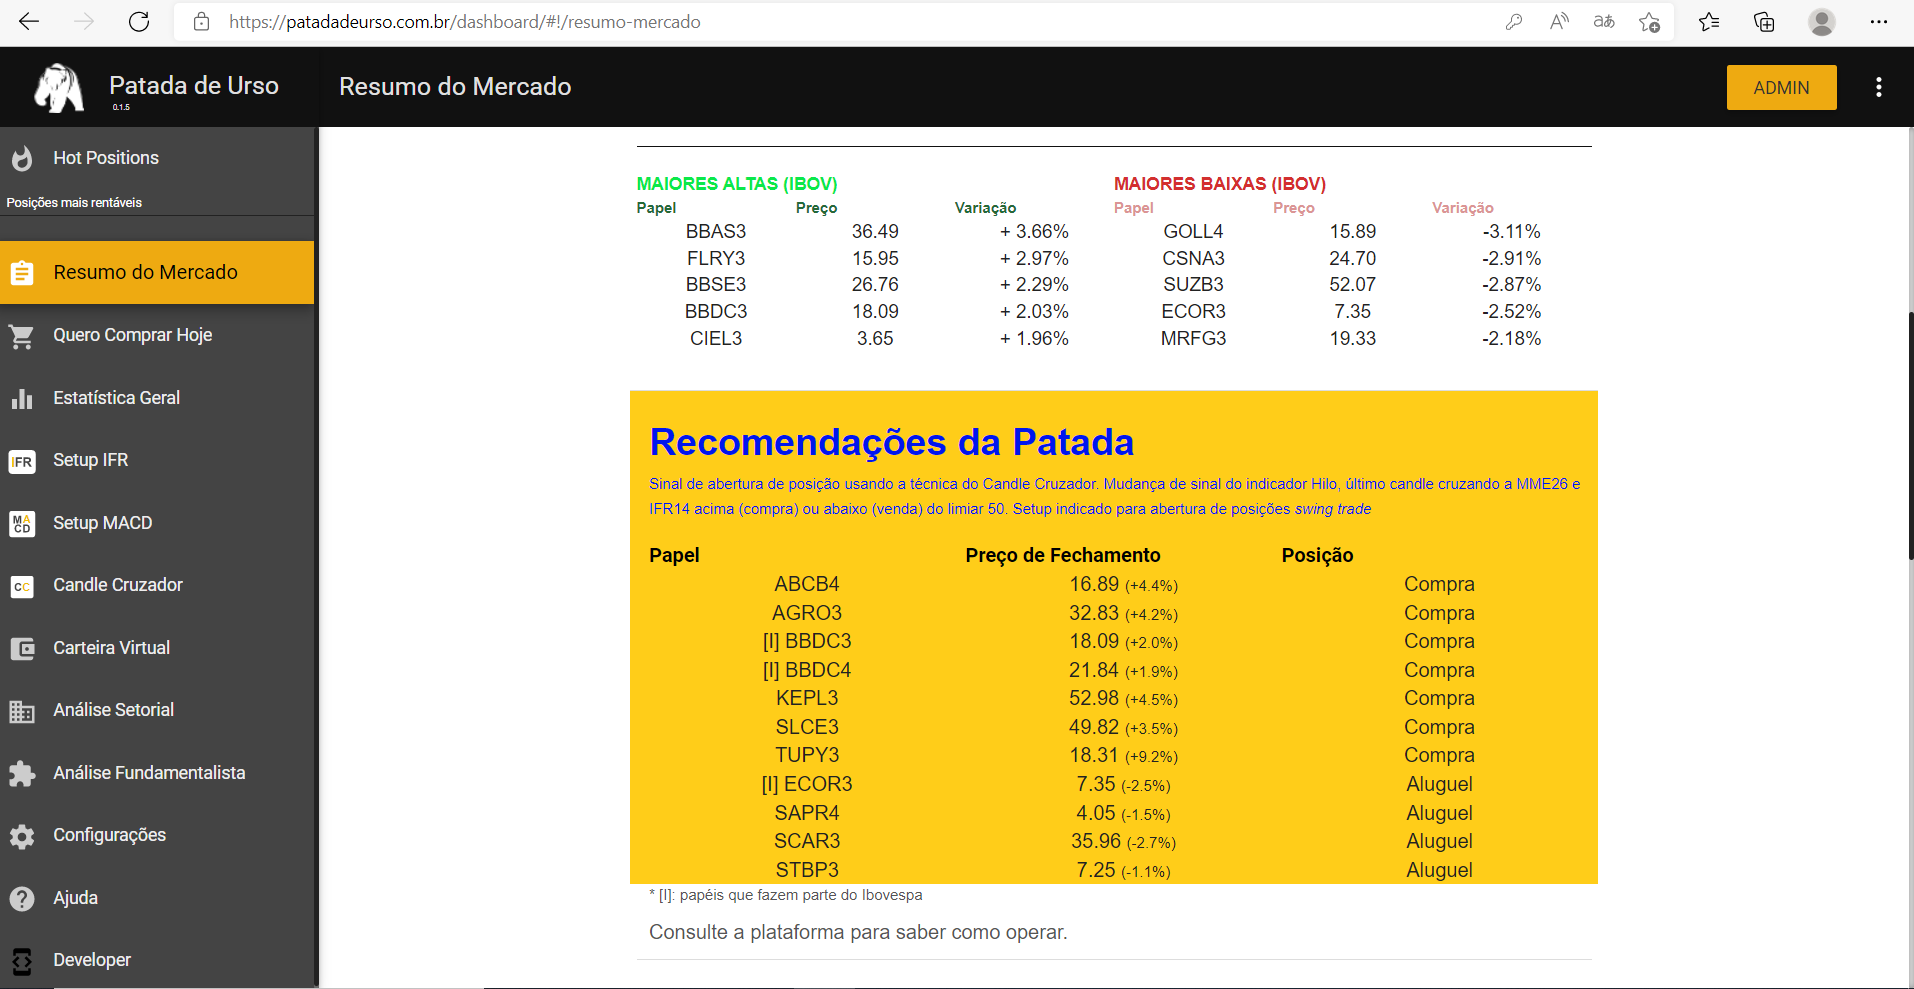 https://patadadeurso.com.br/dashboard/#!/resumo-mercado
Patada de Urso
0.1.5
Resumo do Mercado
ADMIN
Hot Positions
Posições mais rentáveis
Resumo do Mercado
Quero Comprar Hoje
Estatística Geral
IFR Setup IFR
MACD Setup MACD
CC Candle Cruzador
Carteira Virtual
Análise Setorial
Análise Fundamentalista
Configurações
Ajuda
Developer
MAIORES ALTAS (IBOV)
Papel Preço Variação
BBAS3 36.49 + 3.66%
FLRY3 15.95 + 2.97%
BBSE3 26.76 + 2.29%
BBDC3 18.09 + 2.03%
CIEL3 3.65 + 1.96%
MAIORES BAIXAS (IBOV)
Papel Preço Variação
GOLL4 15.89 -3.11%
CSNA3 24.70 -2.91%
SUZB3 52.07 -2.87%
ECOR3 7.35 -2.52%
MRFG3 19.33 -2.18%
Recomendações da Patada
Sinal de abertura de posição usando a técnica do Candle Cruzador. Mudança de sinal do indicador Hilo, último candle cruzando a MME26 e
IFR14 acima (compra) ou abaixo (venda) do limiar 50. Setup indicado para abertura de posições swing trade
Papel Preço de Fechamento Posição
ABCB4 16.89 (+4.4%) Compra
AGRO3 32.83 (+4.2%) Compra
[I] BBDC3 18.09 (+2.0%) Compra
[I] BBDC4 21.84 (+1.9%) Compra
KEPL3 52.98 (+4.5%) Compra
SLCE3 49.82 (+3.5%) Compra
TUPY3 18.31 (+9.2%) Compra
[I] ECOR3 7.35 (-2.5%) Aluguel
SAPR4 4.05 (-1.5%) Aluguel
SCAR3 35.96 (-2.7%) Aluguel
STBP3 7.25 (-1.1%) Aluguel
* [I]: papéis que fazem parte do Ibovespa
Consulte a plataforma para saber como operar.